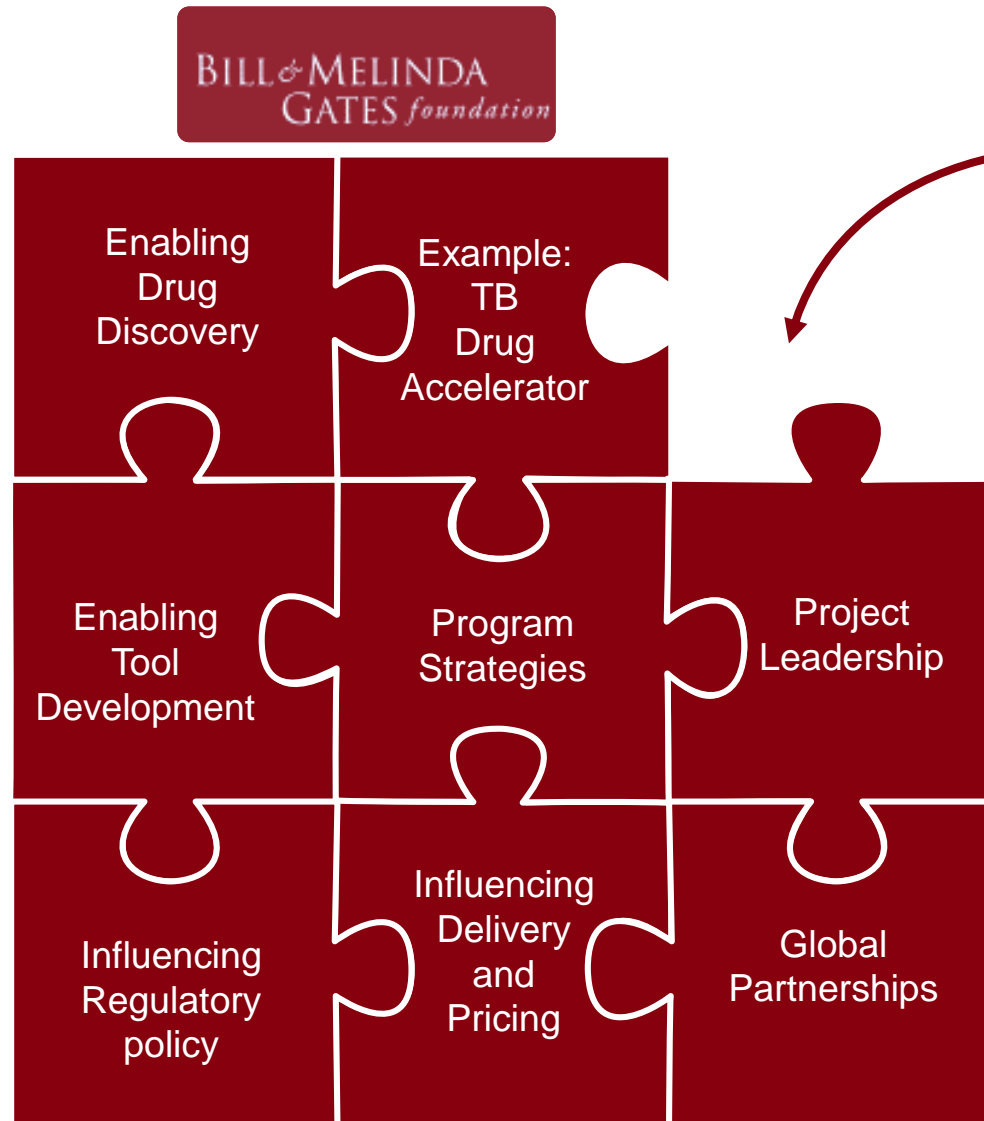 BILL & MELINDA
GATES foundation
Enabling
Drug
Discovery
Example:
TB
Drug
Accelerator
Enabling
Tool
Development
Program
Strategies
Project
Leadership
Influencing
Regulatory
policy
Influencing
Delivery
and
Pricing
Global
Partnerships